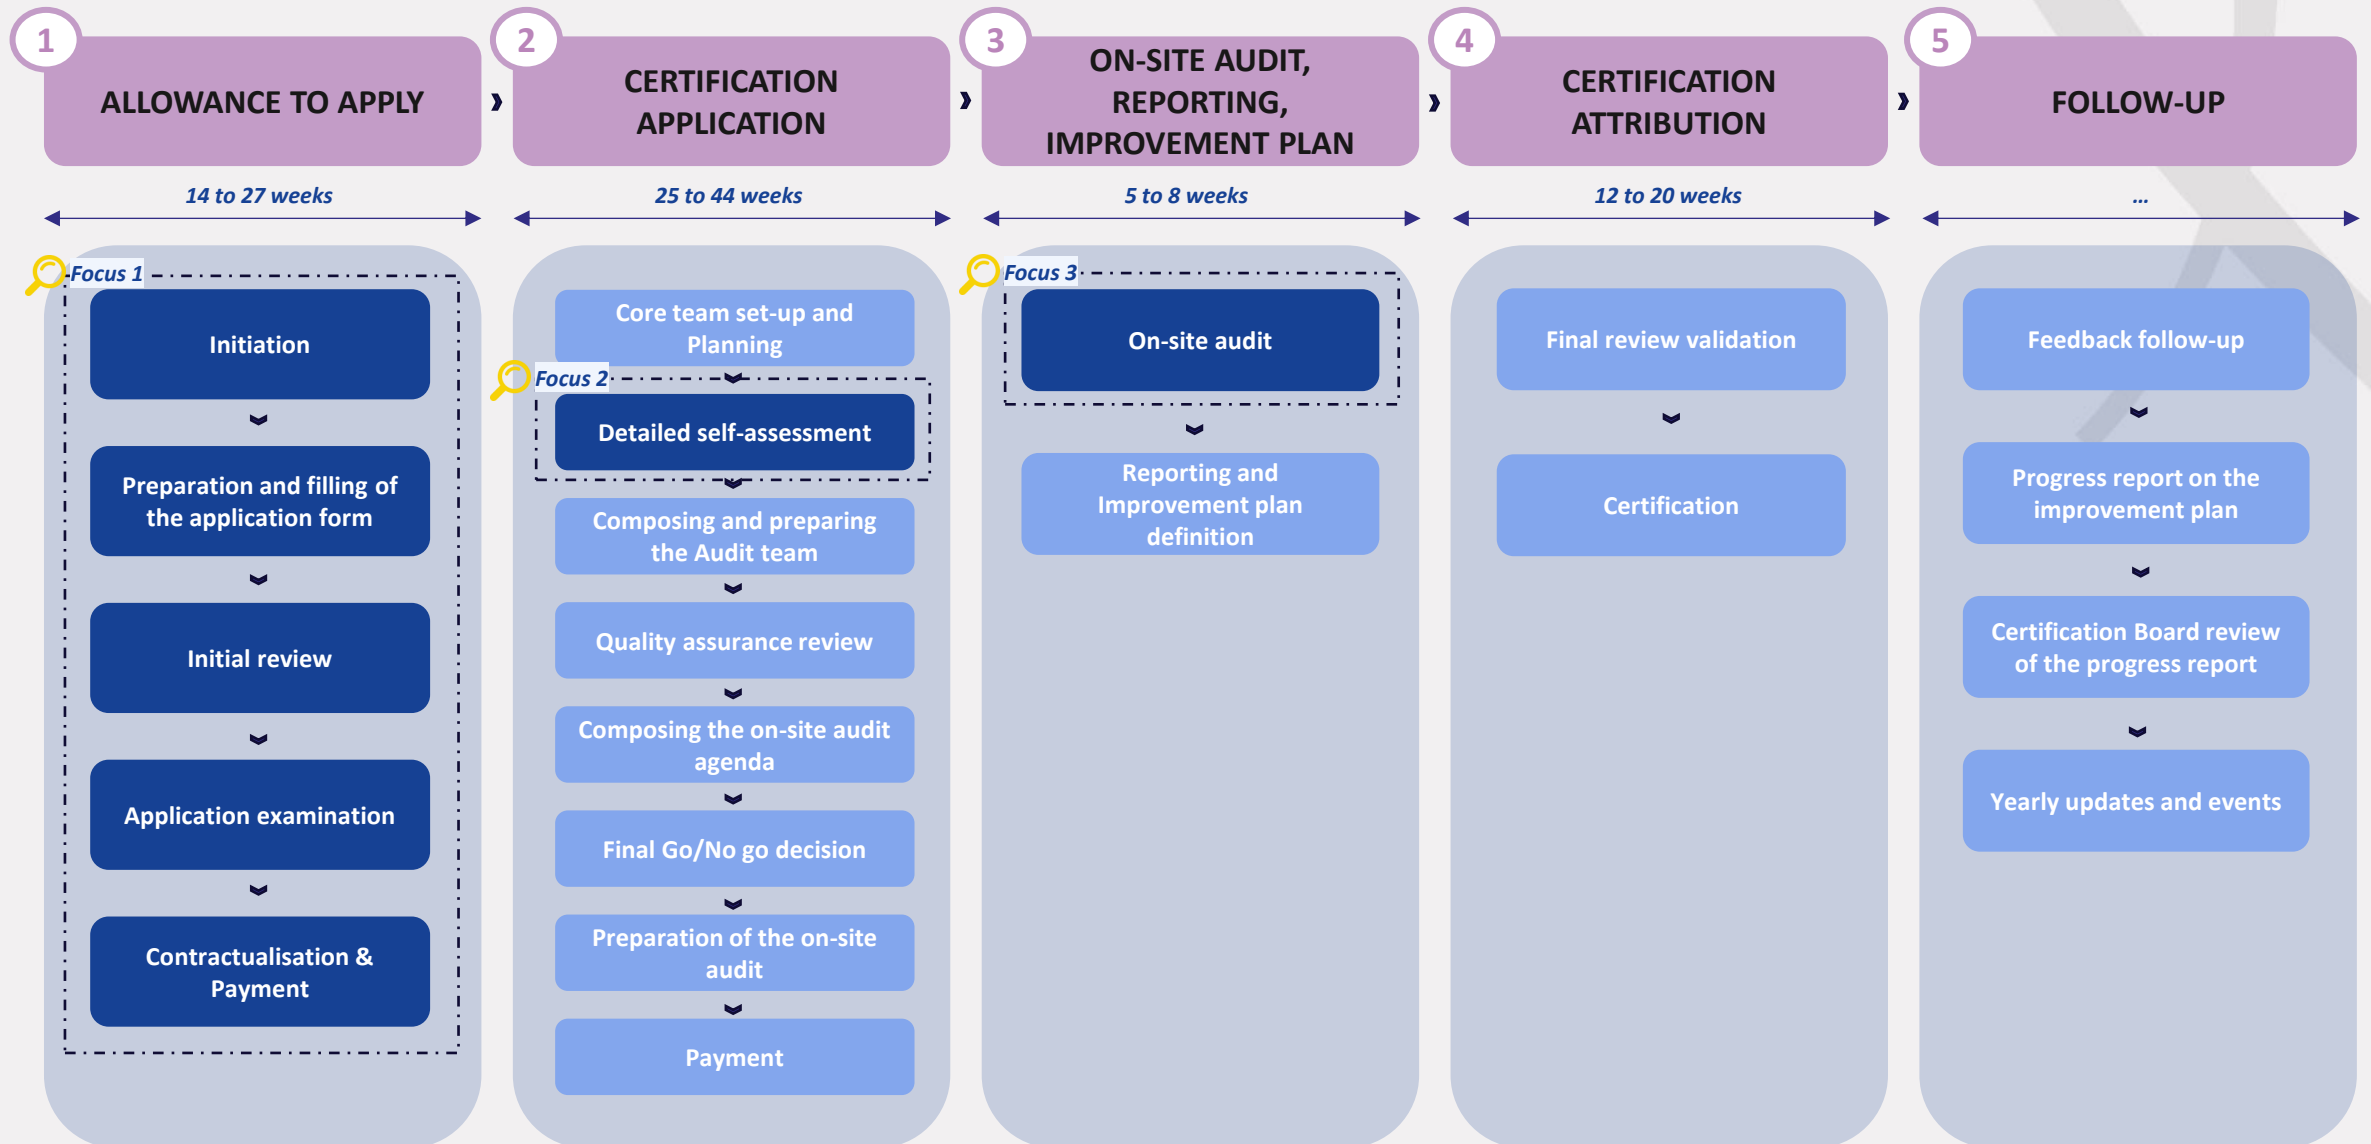 1
ALLOWANCE TO APPLY
14 to 27 weeks
Focus 1
Initiation
Preparation and filling of
the application form
Initial review
Application examination
Contractualisation &
Payment
2
CERTIFICATION
APPLICATION
25 to 44 weeks
Core team set-up and
Planning
Focus 2
Detailed self-assessment
Composing and preparing
the Audit team
Quality assurance review
Composing the on-site audit
agenda
Final Go/No go decision
Preparation of the on-site
audit
Payment
3
ON-SITE AUDIT,
REPORTING,
IMPROVEMENT PLAN
5 to 8 weeks
Focus 3
On-site audit
Reporting and
Improvement plan
definition
4
CERTIFICATION
ATTRIBUTION
12 to 20 weeks
Final review validation
Certification
5
FOLLOW-UP
...
Feedback follow-up
Progress report on the
improvement plan
Certification Board review
of the progress report
Yearly updates and events